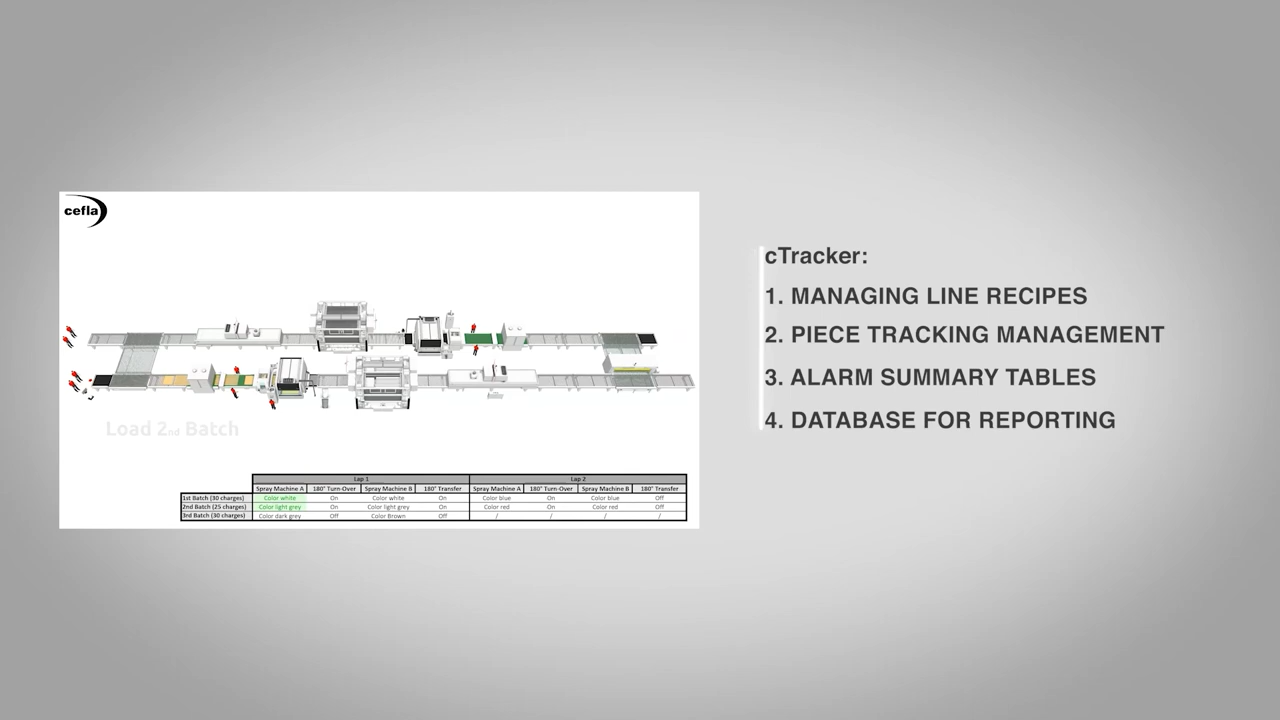 cefla
Load 2nd Batch
Lap 1 Lap 2
Spray Machine A 180° Turn-Over Spray Machine B 180° Transfer Spray Machine A 180° Turn-Over Spray Machine B 180° Transfer
1st Batch (30 charges) Color white On Color white On Color blue On Color blue Off
2nd Batch (25 charges) Color light grey On Color light grey On Color red On Color red Off
3rd Batch (30 charges) Color dark grey Off Color Brown Off / / / /
cTracker:
1. MANAGING LINE RECIPES
2. PIECE TRACKING MANAGEMENT
3. ALARM SUMMARY TABLES
4. DATABASE FOR REPORTING